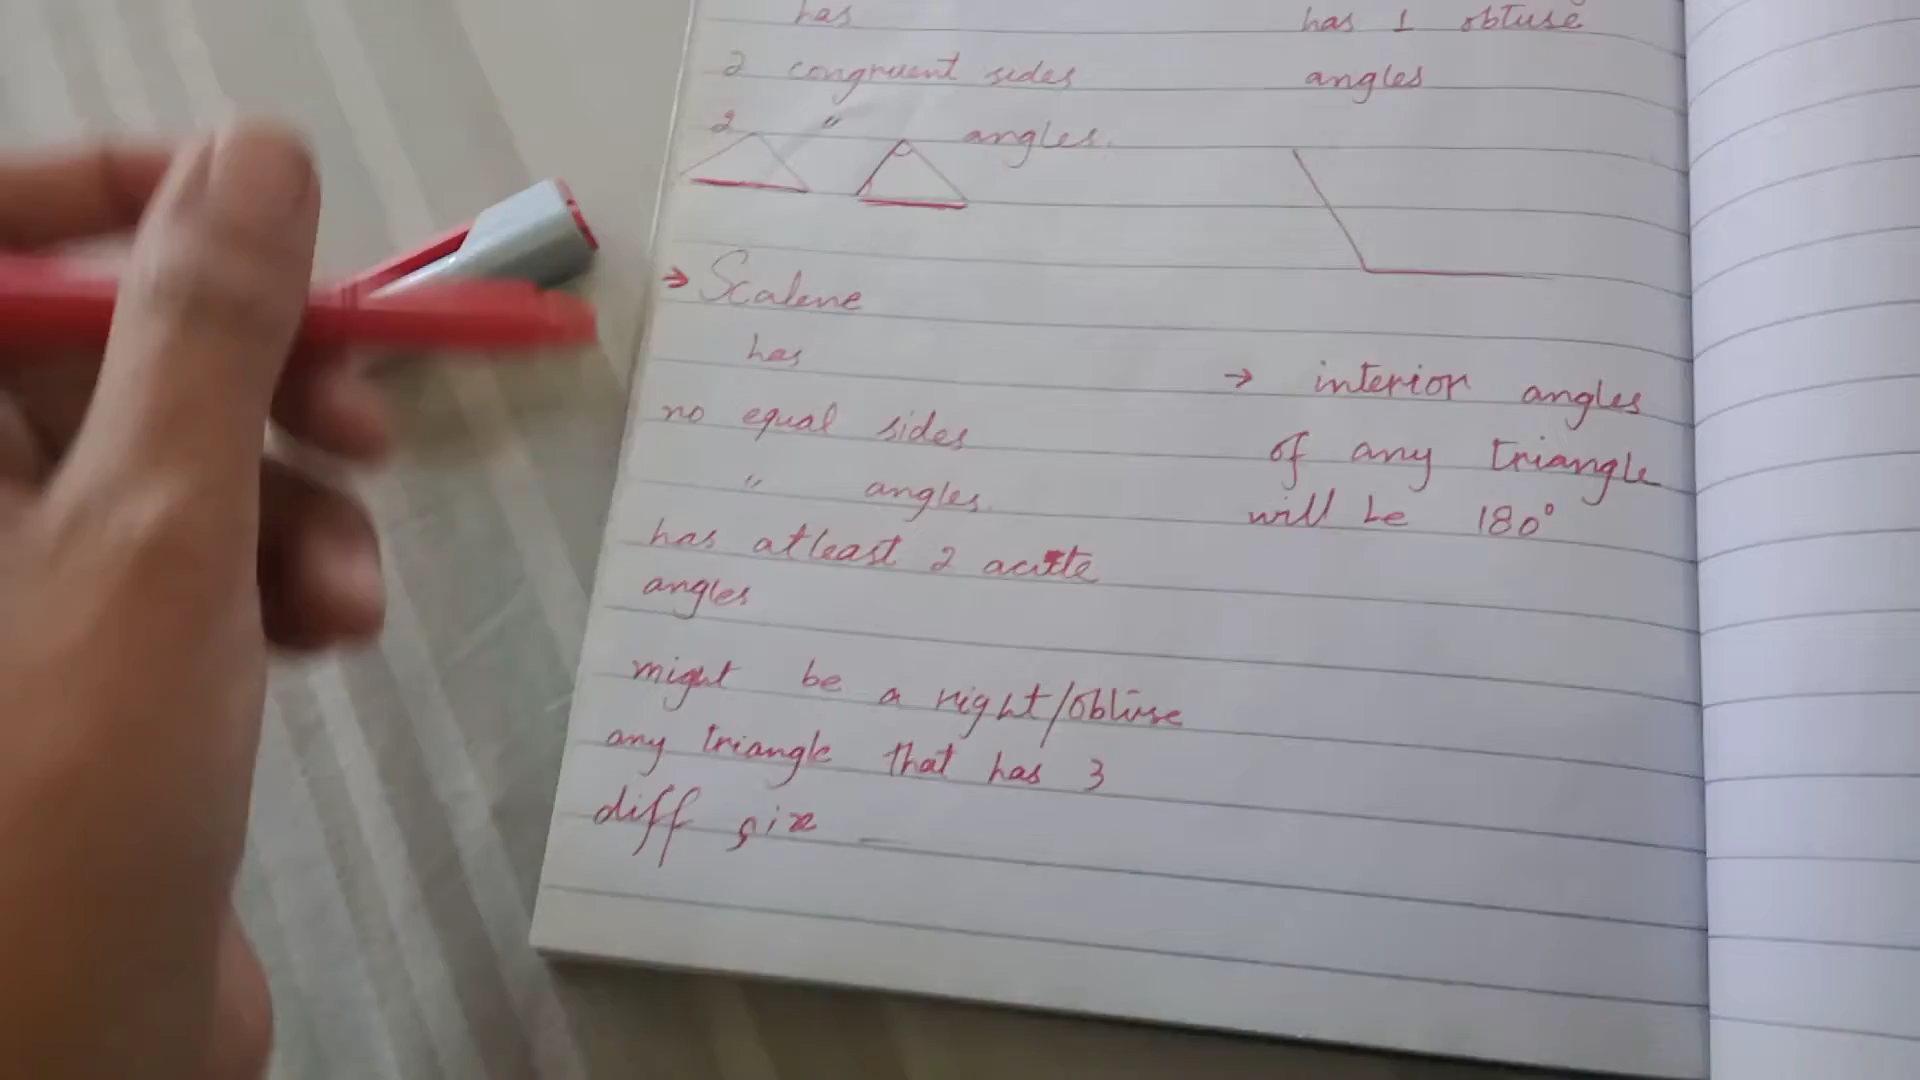 has
2 congruent sides
2 " angles.
→ Scalene
has
no equal sides
" angles.
has atleast 2 acute
angles
might be a right/obtuse
any triangle that has 3
diff size
has 1 obtuse
angles
→ interior angles
of any triangle
will be 180°